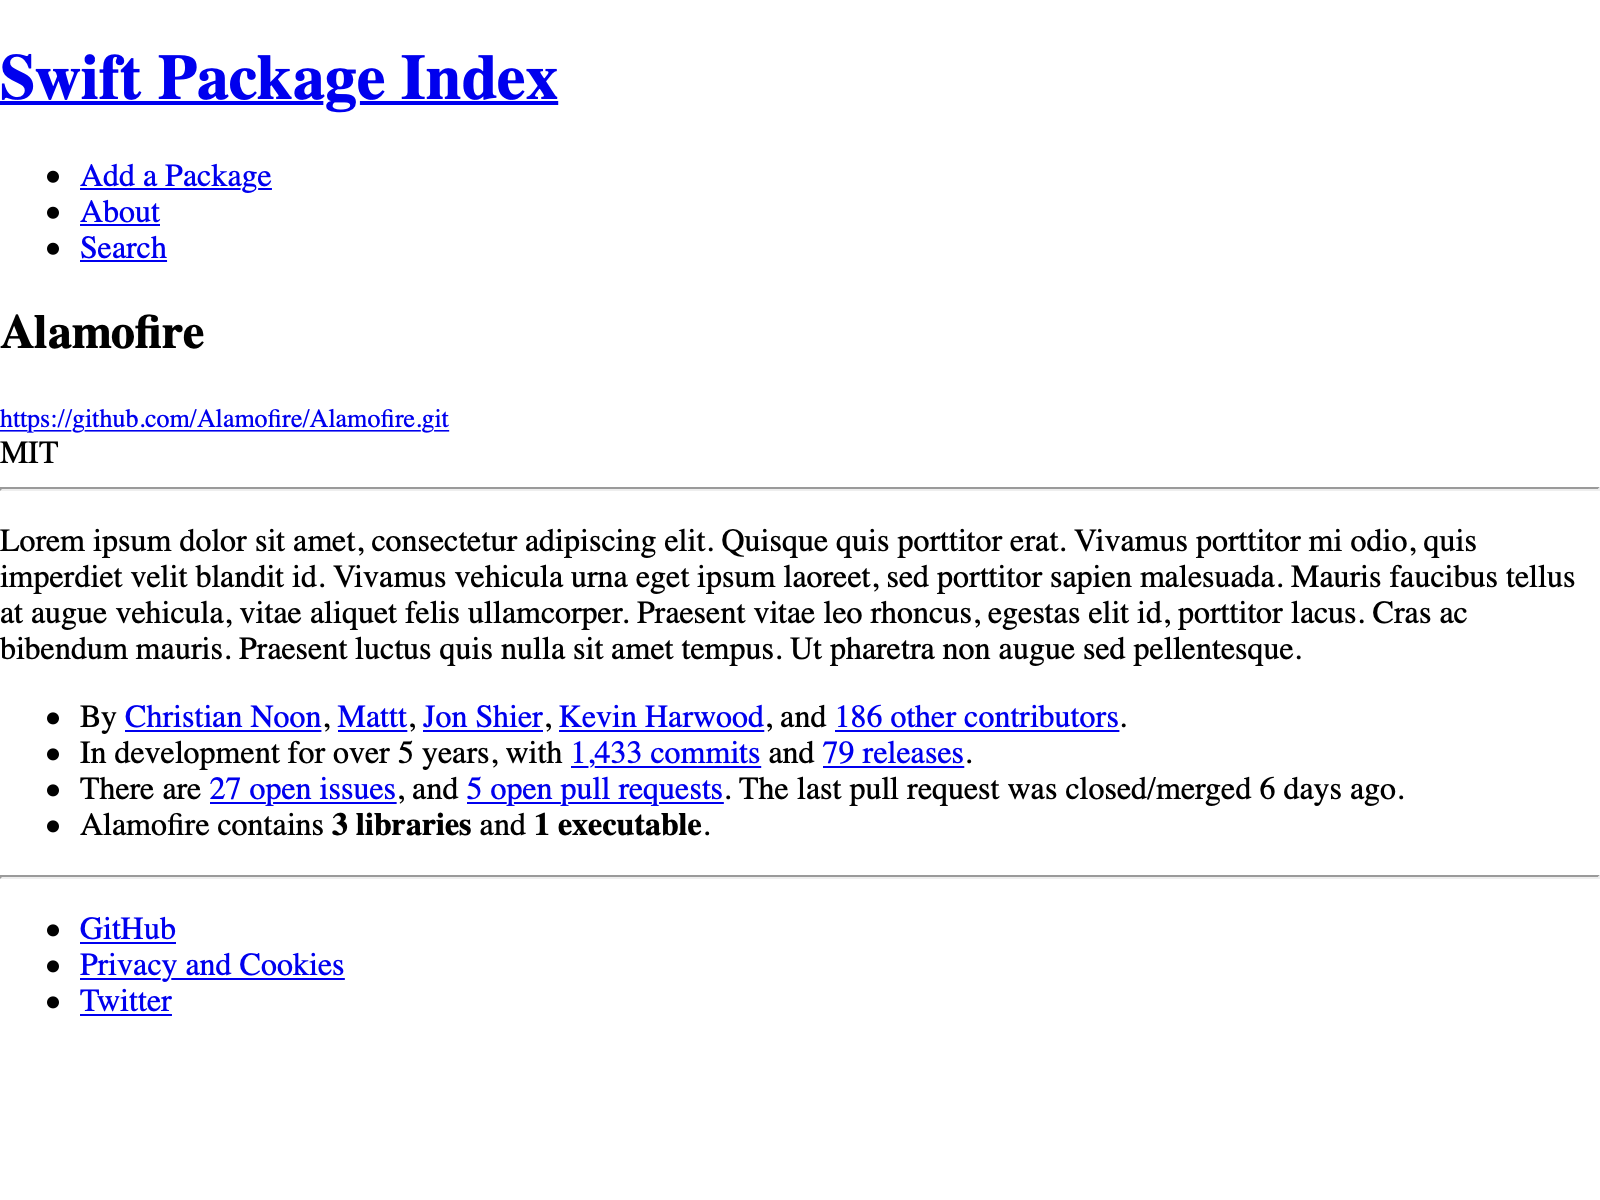 Swift Package Index
Add a Package
About
Search
Alamofire
https://github.com/Alamofire/Alamofire.git
MIT
Lorem ipsum dolor sit amet, consectetur adipiscing elit. Quisque quis porttitor erat. Vivamus porttitor mi odio, quis
imperdiet velit blandit id. Vivamus vehicula urna eget ipsum laoreet, sed porttitor sapien malesuada. Mauris faucibus tellus
at augue vehicula, vitae aliquet felis ullamcorper. Praesent vitae leo rhoncus, egestas elit id, porttitor lacus. Cras ac
bibendum mauris. Praesent luctus quis nulla sit amet tempus. Ut pharetra non augue sed pellentesque.
By Christian Noon, Mattt, Jon Shier, Kevin Harwood, and 186 other contributors.
In development for over 5 years, with 1,433 commits and 79 releases.
There are 27 open issues, and 5 open pull requests. The last pull request was closed/merged 6 days ago.
Alamofire contains 3 libraries and 1 executable.
GitHub
Privacy and Cookies
Twitter